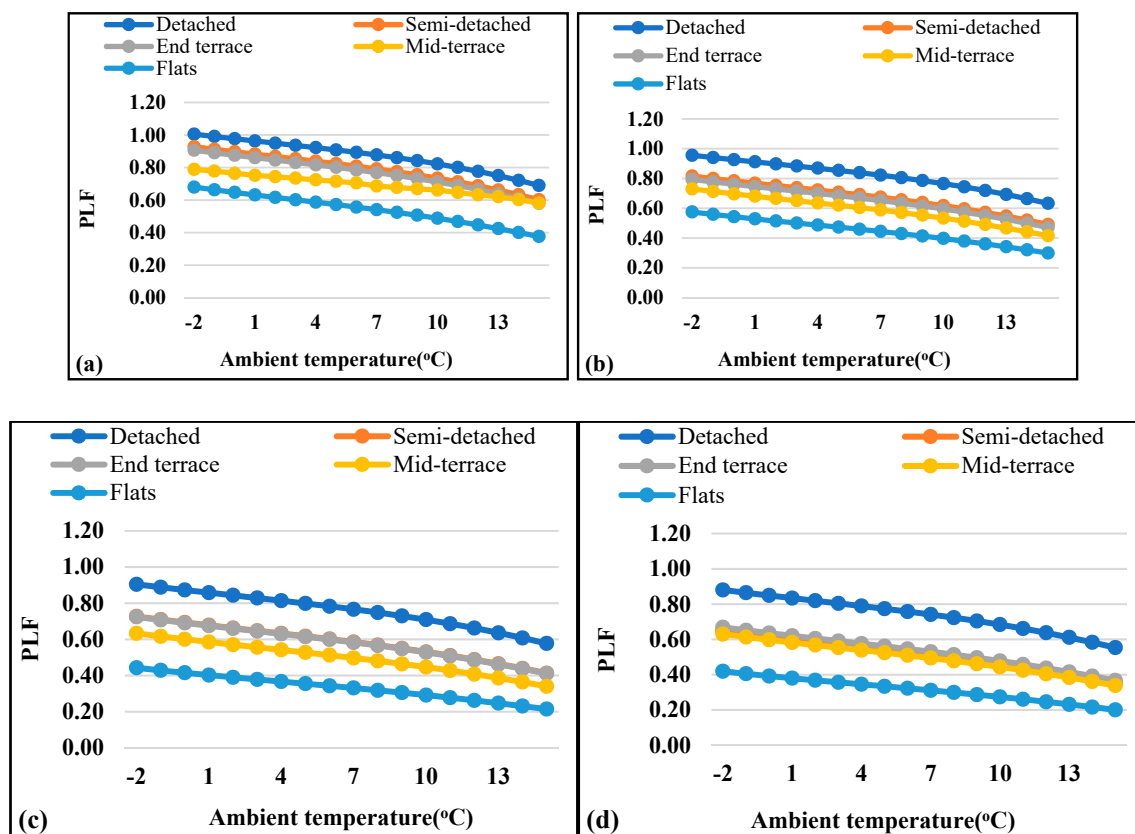 Detached Semi-detached
End terrace Mid-terrace
Flats
1.20
1.00
0.80
0.60
0.40
0.20
0.00
PLF
-2 1 4 7 10 13
Ambient temperature(°C)
(a)
Detached Semi-detached
End terrace Mid-terrace
Flats
1.20
1.00
0.80
0.60
0.40
0.20
0.00
PLF
-2 1 4 7 10 13
Ambient temperature(°C)
(b)
Detached Semi-detached
End terrace Mid-terrace
Flats
1.20
1.00
0.80
0.60
0.40
0.20
0.00
PLF
-2 1 4 7 10 13
Ambient temperature(°C)
(c)
Detached Semi-detached
End terrace Mid-terrace
Flats
1.20
1.00
0.80
0.60
0.40
0.20
0.00
PLF
-2 1 4 7 10 13
Ambient temperature(°C)
(d)